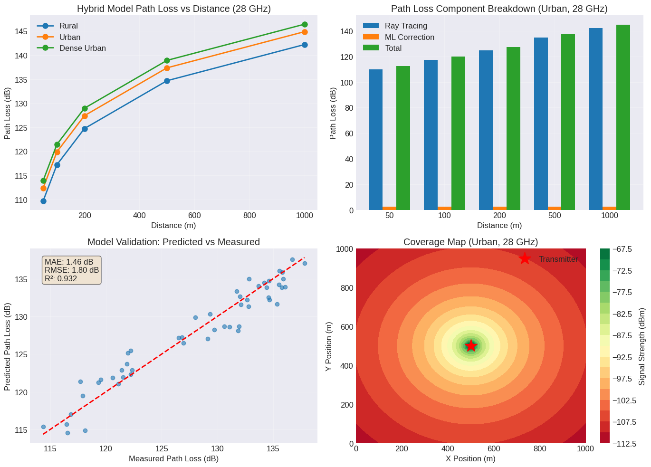 Hybrid Model Path Loss vs Distance (28 GHz)
Rural
Urban
Dense Urban
145
140
135
130
125
120
115
110
Path Loss (dB)
200
400
600
800
1000
Distance (m)
Path Loss Component Breakdown (Urban, 28 GHz)
Ray Tracing
ML Correction
Total
140
120
100
80
60
40
20
0
Path Loss (dB)
50
100
200
500
1000
Distance (m)
Model Validation: Predicted vs Measured
MAE: 1.46 dB
RMSE: 1.80 dB
R²: 0.932
135
130
125
120
115
Predicted Path Loss (dB)
115
120
125
130
135
Measured Path Loss (dB)
Coverage Map (Urban, 28 GHz)
Transmitter
1000
800
600
400
200
0
Y Position (m)
0
200
400
600
800
1000
X Position (m)
−67.5
−72.5
−77.5
−82.5
−87.5
−92.5
−97.5
−102.5
−107.5
−112.5
Signal Strength (dBm)